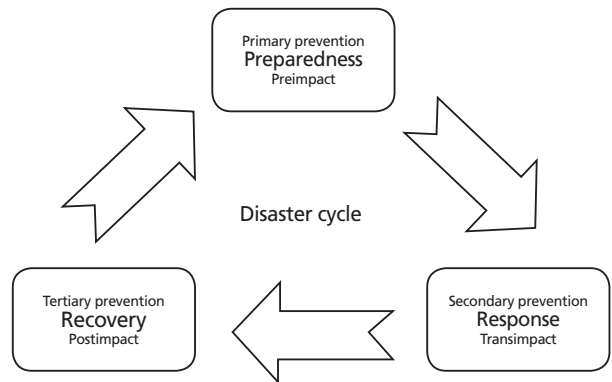 Primary prevention
Preparedness
Preimpact
Disaster cycle
Tertiary prevention
Recovery
Postimpact
Secondary prevention
Response
Transimpact